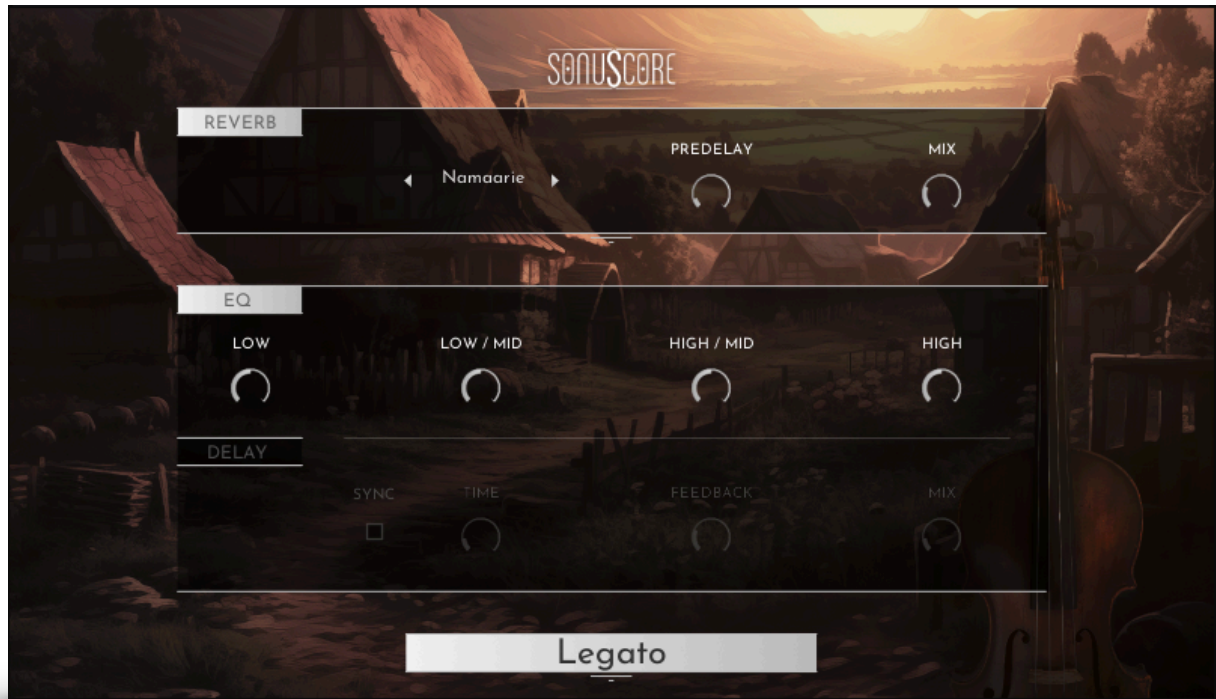 SONUSCORE
REVERB
PREDELAY MIX
Namaarie
EQ
LOW LOW / MID HIGH / MID HIGH
DELAY
SYNC TIME FEEDBACK MIX
Legato